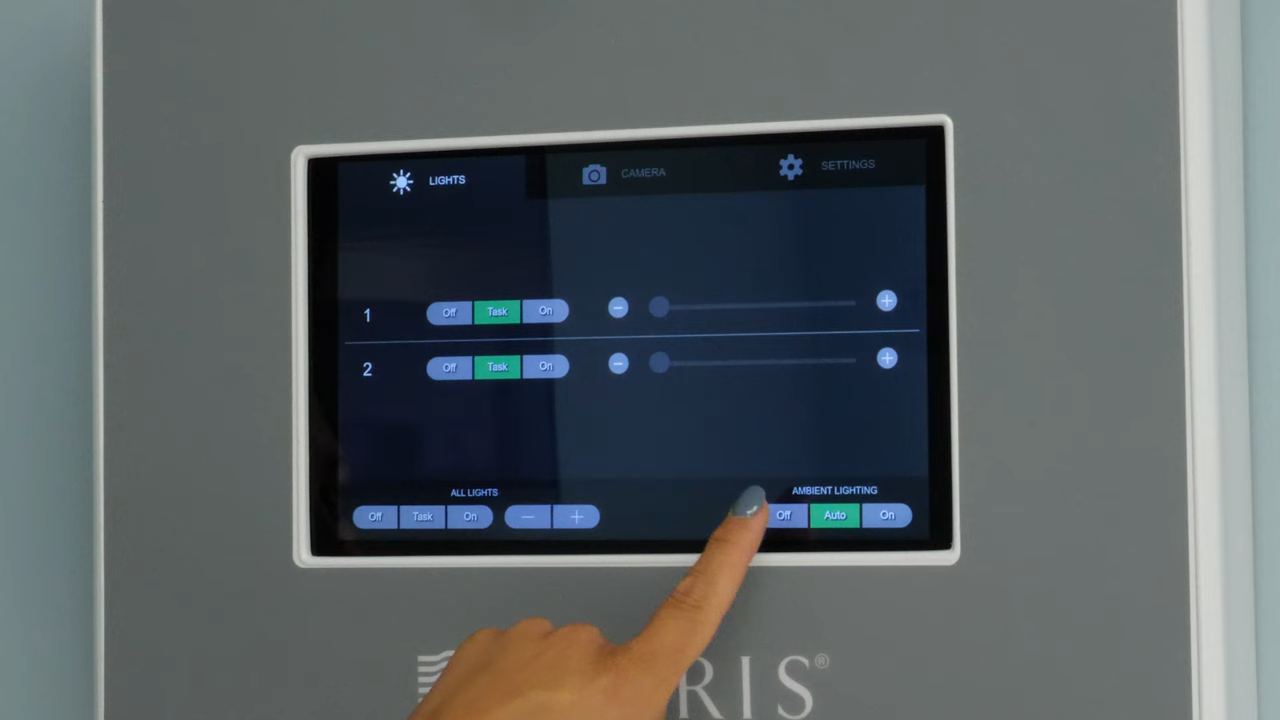 LIGHTS CAMERA SETTINGS
1 Off Task On − +
2 Off Task On − +
ALL LIGHTS AMBIENT LIGHTING
Off Task On − + Off Auto On
RIS®